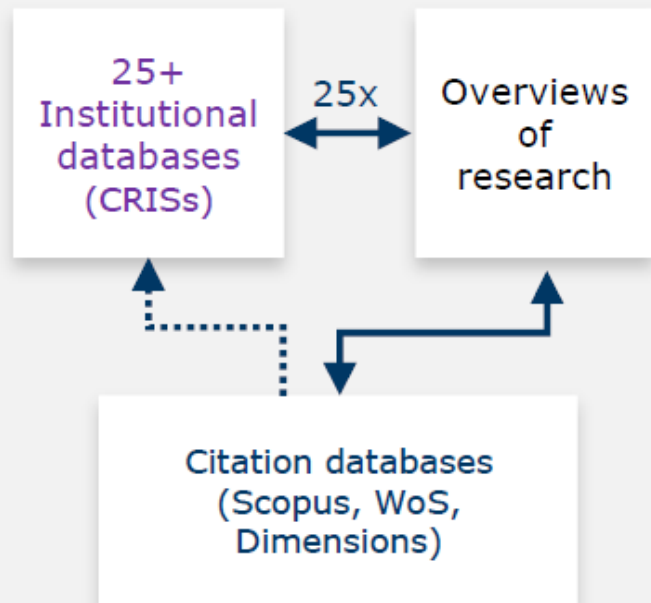 25+
Institutional
databases
(CRISs)
25x
Overviews
of
research
Citation databases
(Scopus, WoS,
Dimensions)